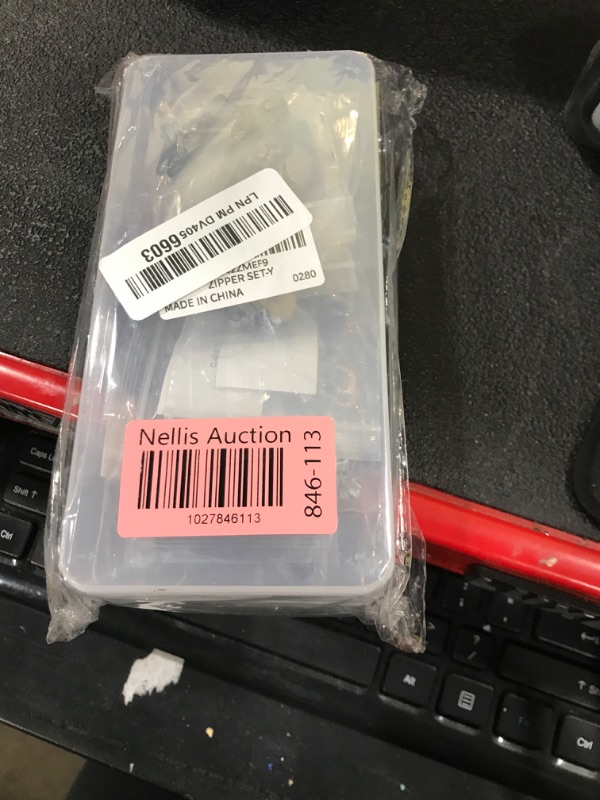 LPN PM DV4056603
ZZMEF9
ZIPPER SET-Y
0280
MADE IN CHINA
Nellis Auction
1027846113
846-113
Caps
Shift ↑
Ctrl
Alt
Ctrl